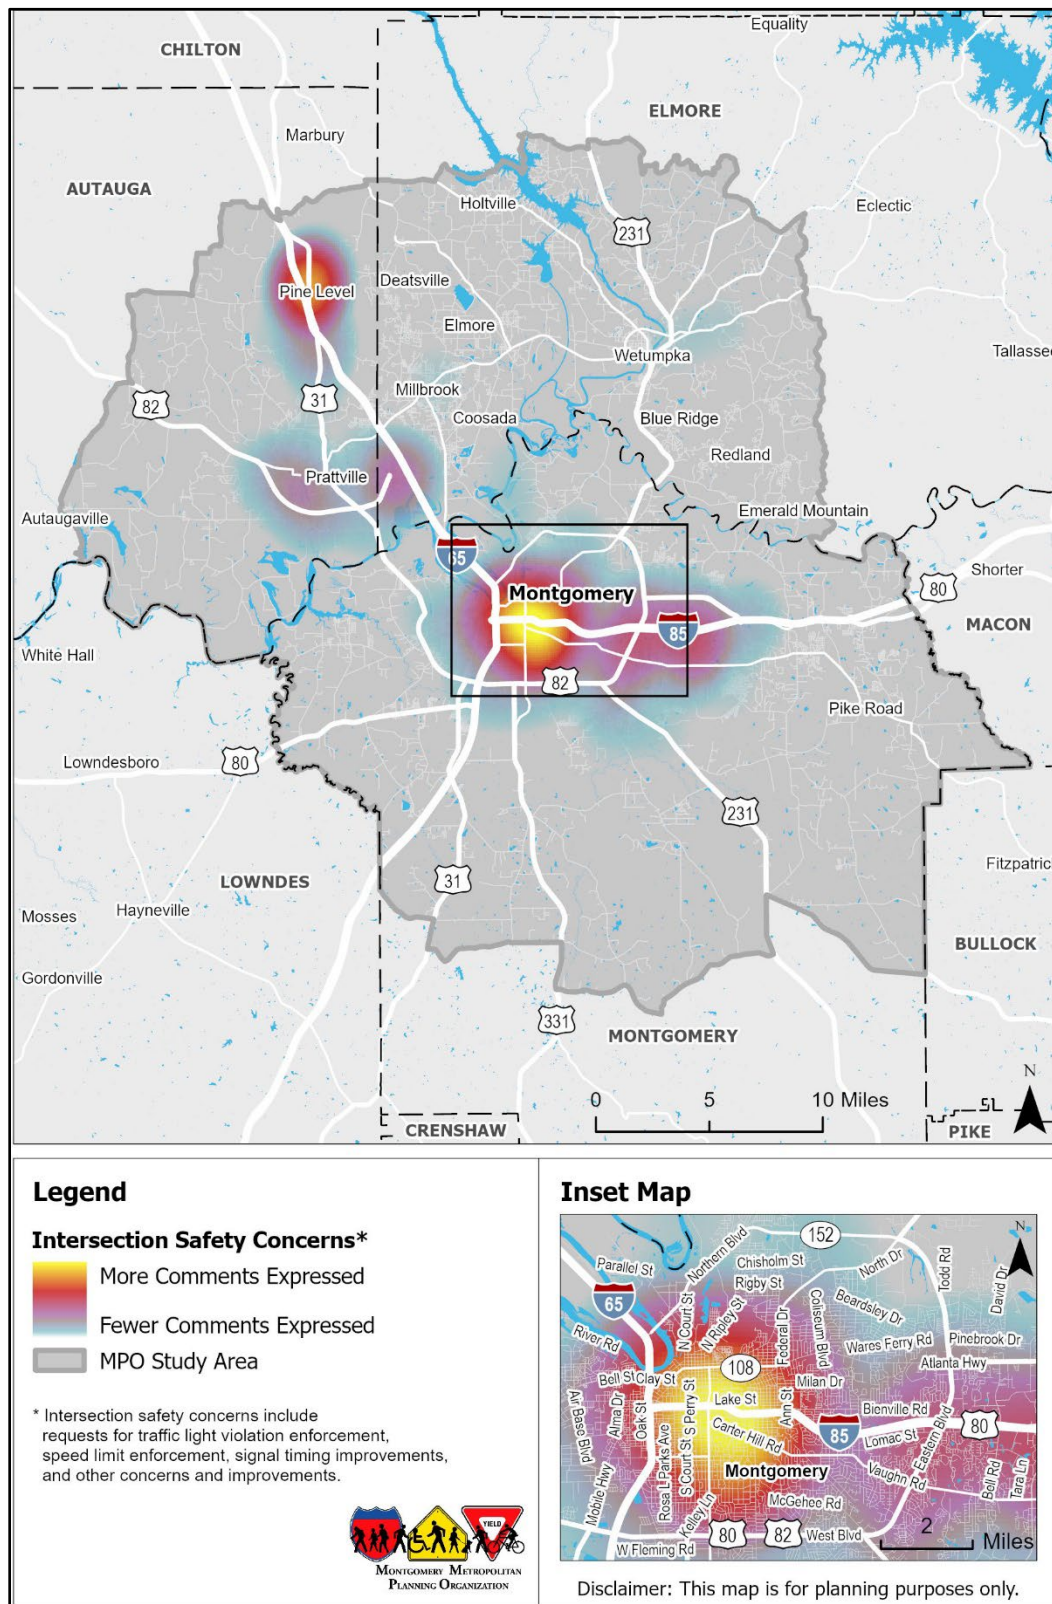 Equality
CHILTON
ELMORE
Marbury
AUTAUGA
Holtville
Eclectic
231
Deatsville
Pine Level
Elmore
Tallassee
Wetumpka
82
31
Millbrook
Coosada
Blue Ridge
Redland
Prattville
Emerald Mountain
Autaugaville
65
Shorter
80
Montgomery
MACON
85
White Hall
82
Pike Road
Lowndesboro
80
231
Fitzpatric
LOWNDES
31
Mosses
Hayneville
BULLOCK
Gordonville
331
MONTGOMERY
N
0 5 10 Miles
CRENSHAW
PIKE
Legend
Intersection Safety Concerns*
More Comments Expressed
Fewer Comments Expressed
MPO Study Area
* Intersection safety concerns include
requests for traffic light violation enforcement,
speed limit enforcement, signal timing improvements,
and other concerns and improvements.
YIELD
MONTGOMERY METROPOLITAN
PLANNING ORGANIZATION
Inset Map
N
152
Northern Blvd
Parallel St
Chisholm St
North Dr
Todd Rd
David Dr
65
Rigby St
N Court St
N Ripley St
Federal Dr
Coliseum Blvd
Beardsley Dr
River Rd
Wares Ferry Rd
Pinebrook Dr
Atlanta Hwy
108
Bell St
Clay St
Milan Dr
Air Base Blvd
Alma Dr
Oak St
S Perry St
Lake St
Ann St
Bienville Rd
80
85
Lomac St
Eastern Blvd
Carter Hill Rd
Rosa L Parks Ave
S Court St
Montgomery
Vaughn Rd
Bell Rd
Tara Ln
Mobile Hwy
Kelley Ln
McGehee Rd
80
82
West Blvd
W Fleming Rd
2 Miles
Disclaimer: This map is for planning purposes only.